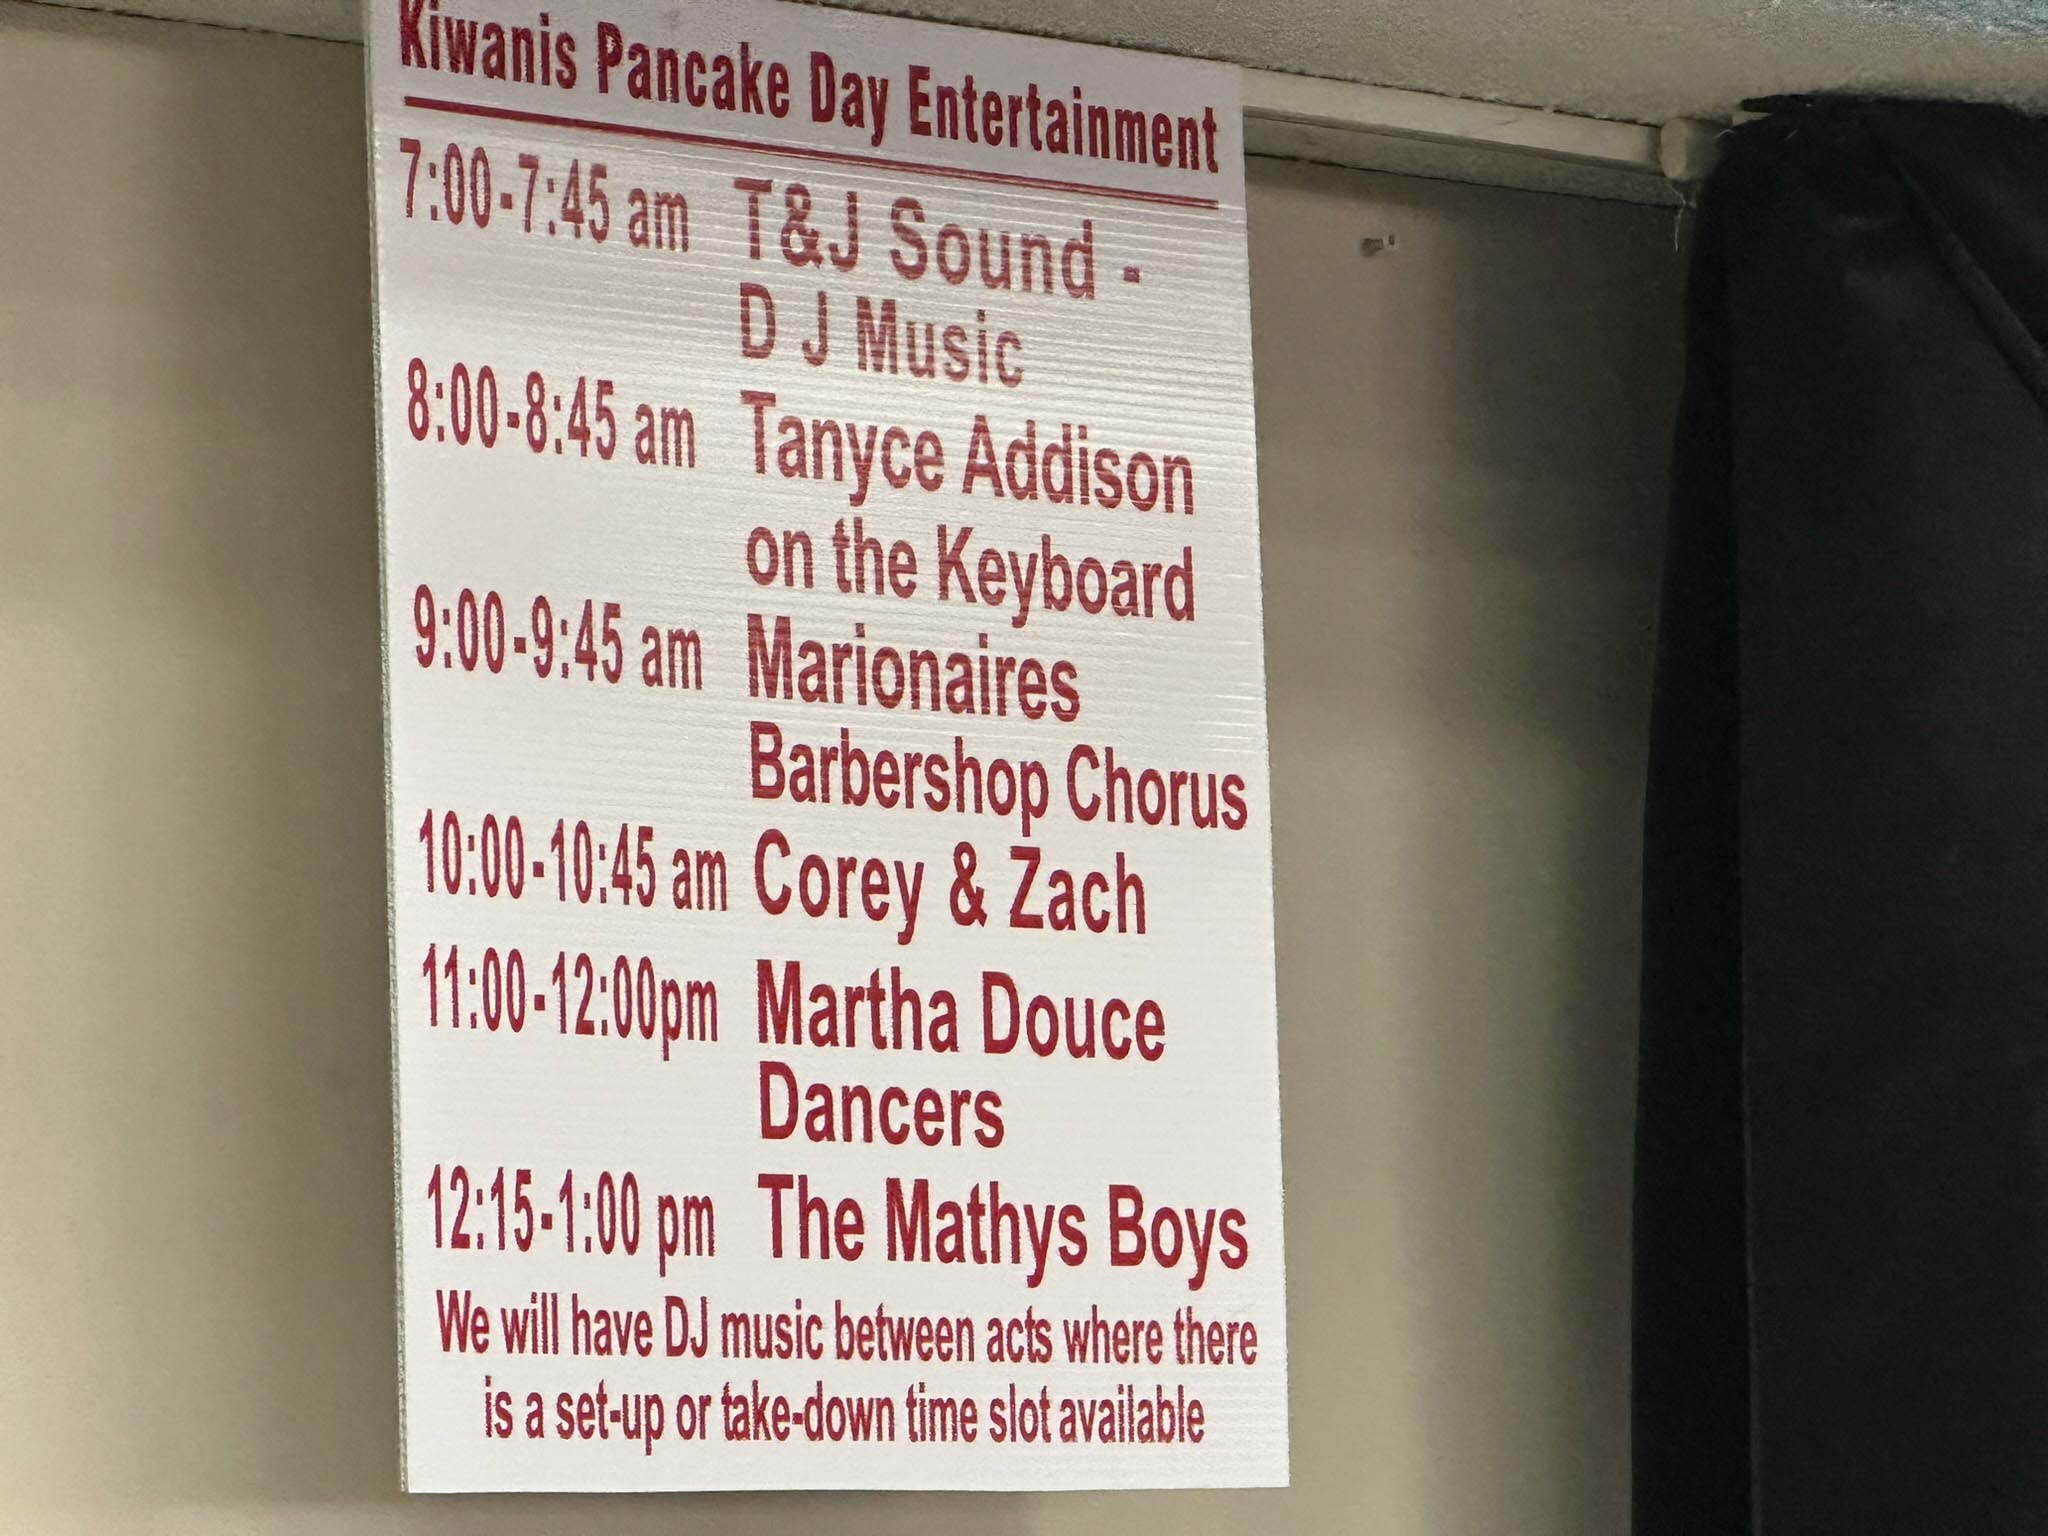 Kiwanis Pancake Day Entertainment
7:00-7:45 am T&J Sound -
D J Music
8:00-8:45 am Tanyce Addison
on the Keyboard
9:00-9:45 am Marionaires
Barbershop Chorus
10:00-10:45 am Corey & Zach
11:00-12:00pm Martha Douce
Dancers
12:15-1:00 pm The Mathys Boys
We will have DJ music between acts where there
is a set-up or take-down time slot available